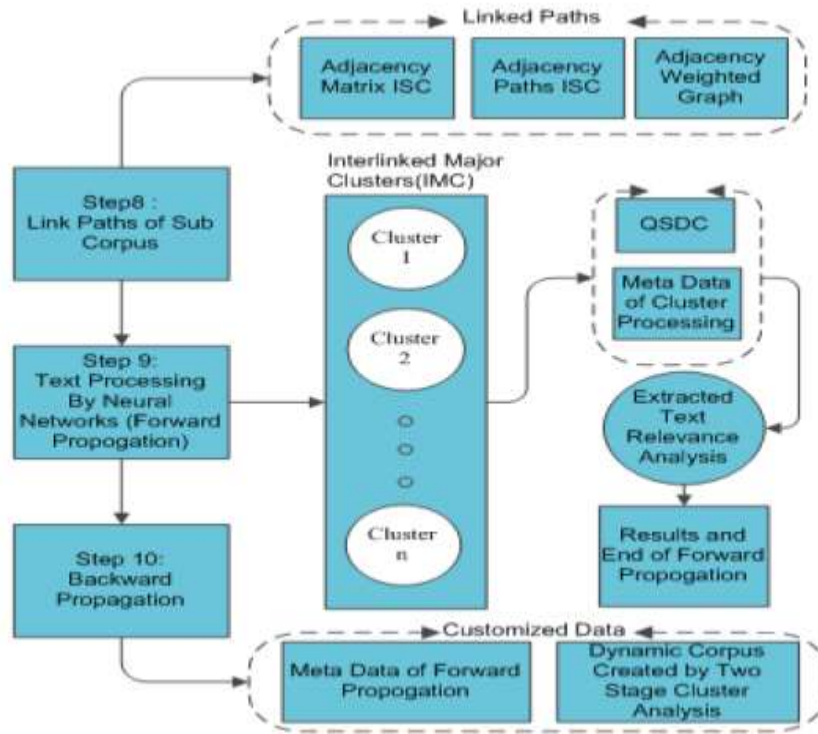 Linked Paths
Adjacency
Matrix ISC
Adjacency
Paths ISC
Adjacency
Weighted
Graph
Step8 :
Link Paths of Sub
Corpus
Interlinked Major
Clusters(IMC)
Cluster
1
Cluster
2
Cluster
n
QSDC
Meta Data
of Cluster
Processing
Step 9:
Text Processing
By Neural
Networks (Forward
Propogation)
Extracted
Text
Relevance
Analysis
Results and
End of Forward
Propogation
Step 10:
Backward
Propagation
Customized Data
Meta Data of Forward
Propogation
Dynamic Corpus
Created by Two
Stage Cluster
Analysis